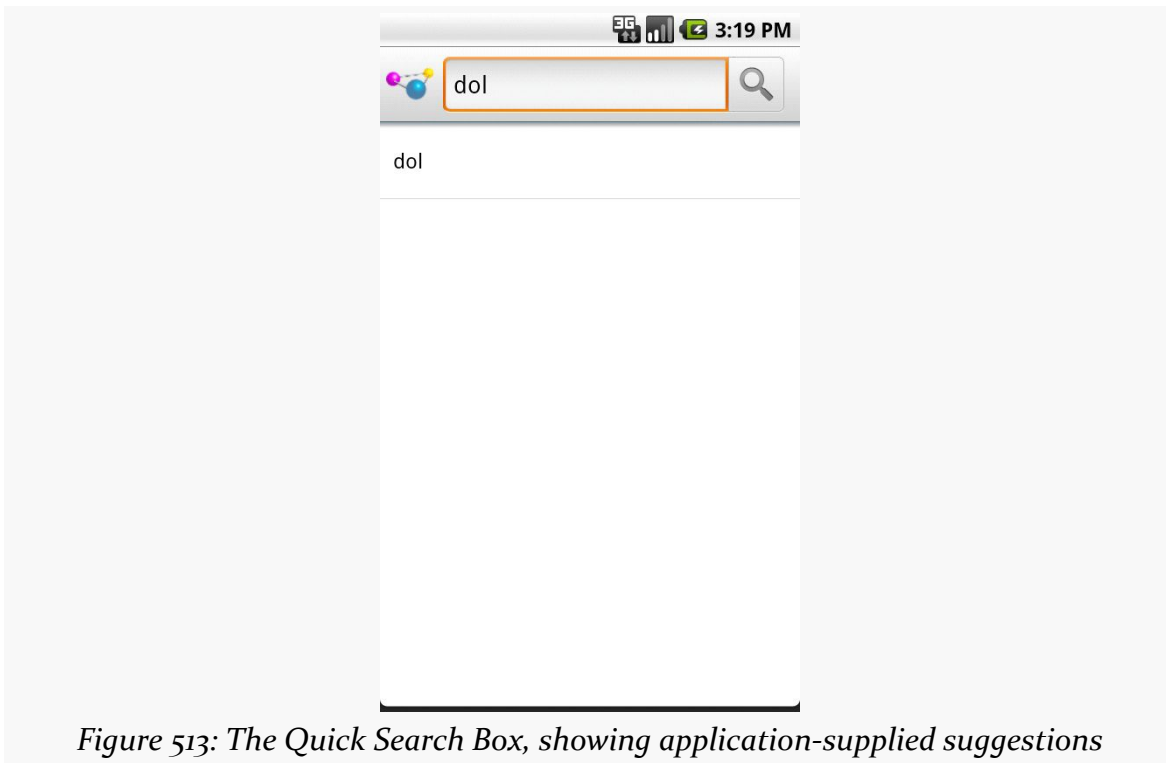 3G 3:19 PM
dol
dol
Figure 513: The Quick Search Box, showing application-supplied suggestions